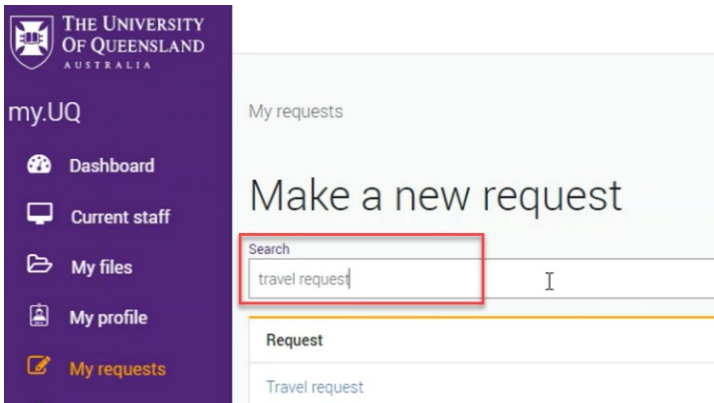 THE UNIVERSITY
OF QUEENSLAND
AUSTRALIA
my.UQ
Dashboard
Current staff
My files
My profile
My requests
My requests
Make a new request
Search
travel request
Request
Travel request